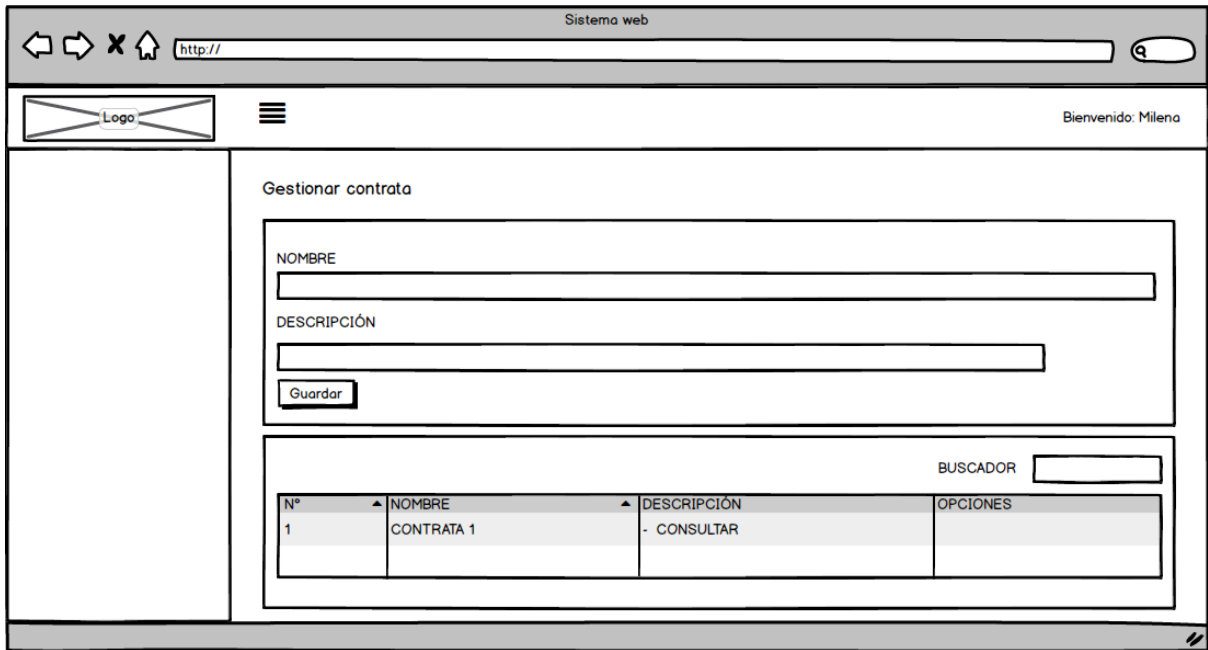 Sistema web
http://
Logo
Bienvenido: Milena
Gestionar contrata
NOMBRE
DESCRIPCIÓN
Guardar
BUSCADOR
N° NOMBRE DESCRIPCIÓN OPCIONES
1 CONTRATA 1 - CONSULTAR